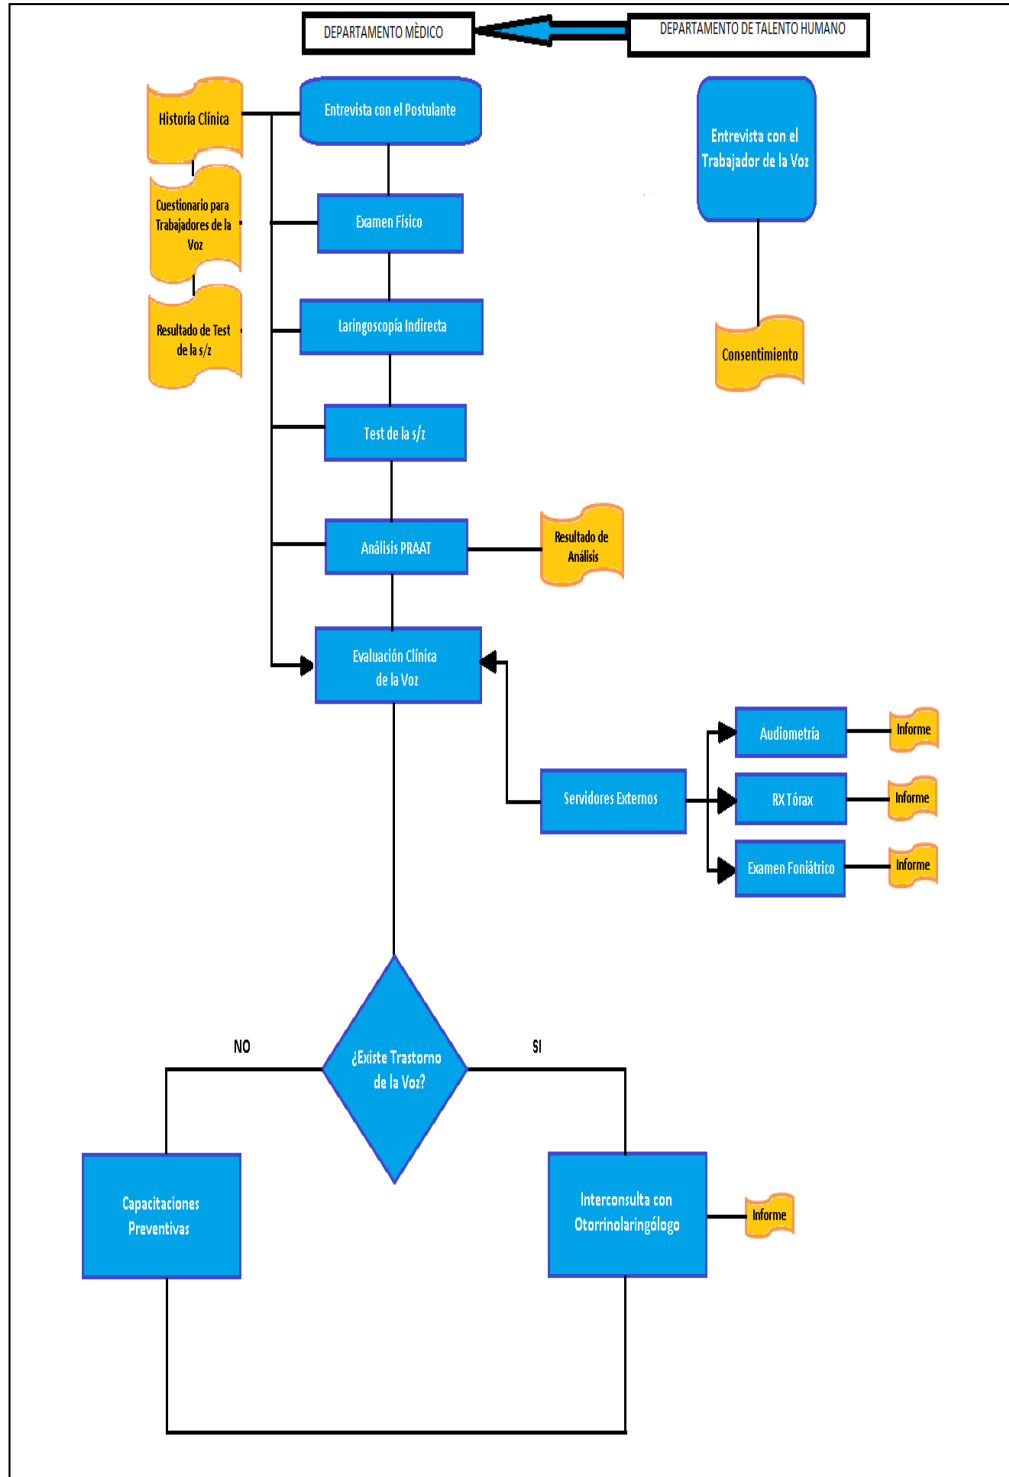 DEPARTAMENTO MÈDICO
DEPARTAMENTO DE TALENTO HUMANO
Historia Clínica
Entrevista con el Postulante
Entrevista con el
Trabajador de la Voz
Cuestionario para
Trabajadores de la
Voz
Examen Físico
Resultado de Test
de la s/z
Laringoscopía Indirecta
Consentimiento
Test de la s/z
Análisis PRAAT
Resultado de
Análisis
Evaluación Clínica
de la Voz
Servidores Externos
Audiometría
Informe
RX Tórax
Informe
Examen Foniátrico
Informe
NO
¿Existe Trastorno
de la Voz?
SI
Capacitaciones
Preventivas
Interconsulta con
Otorrinolaringólogo
Informe